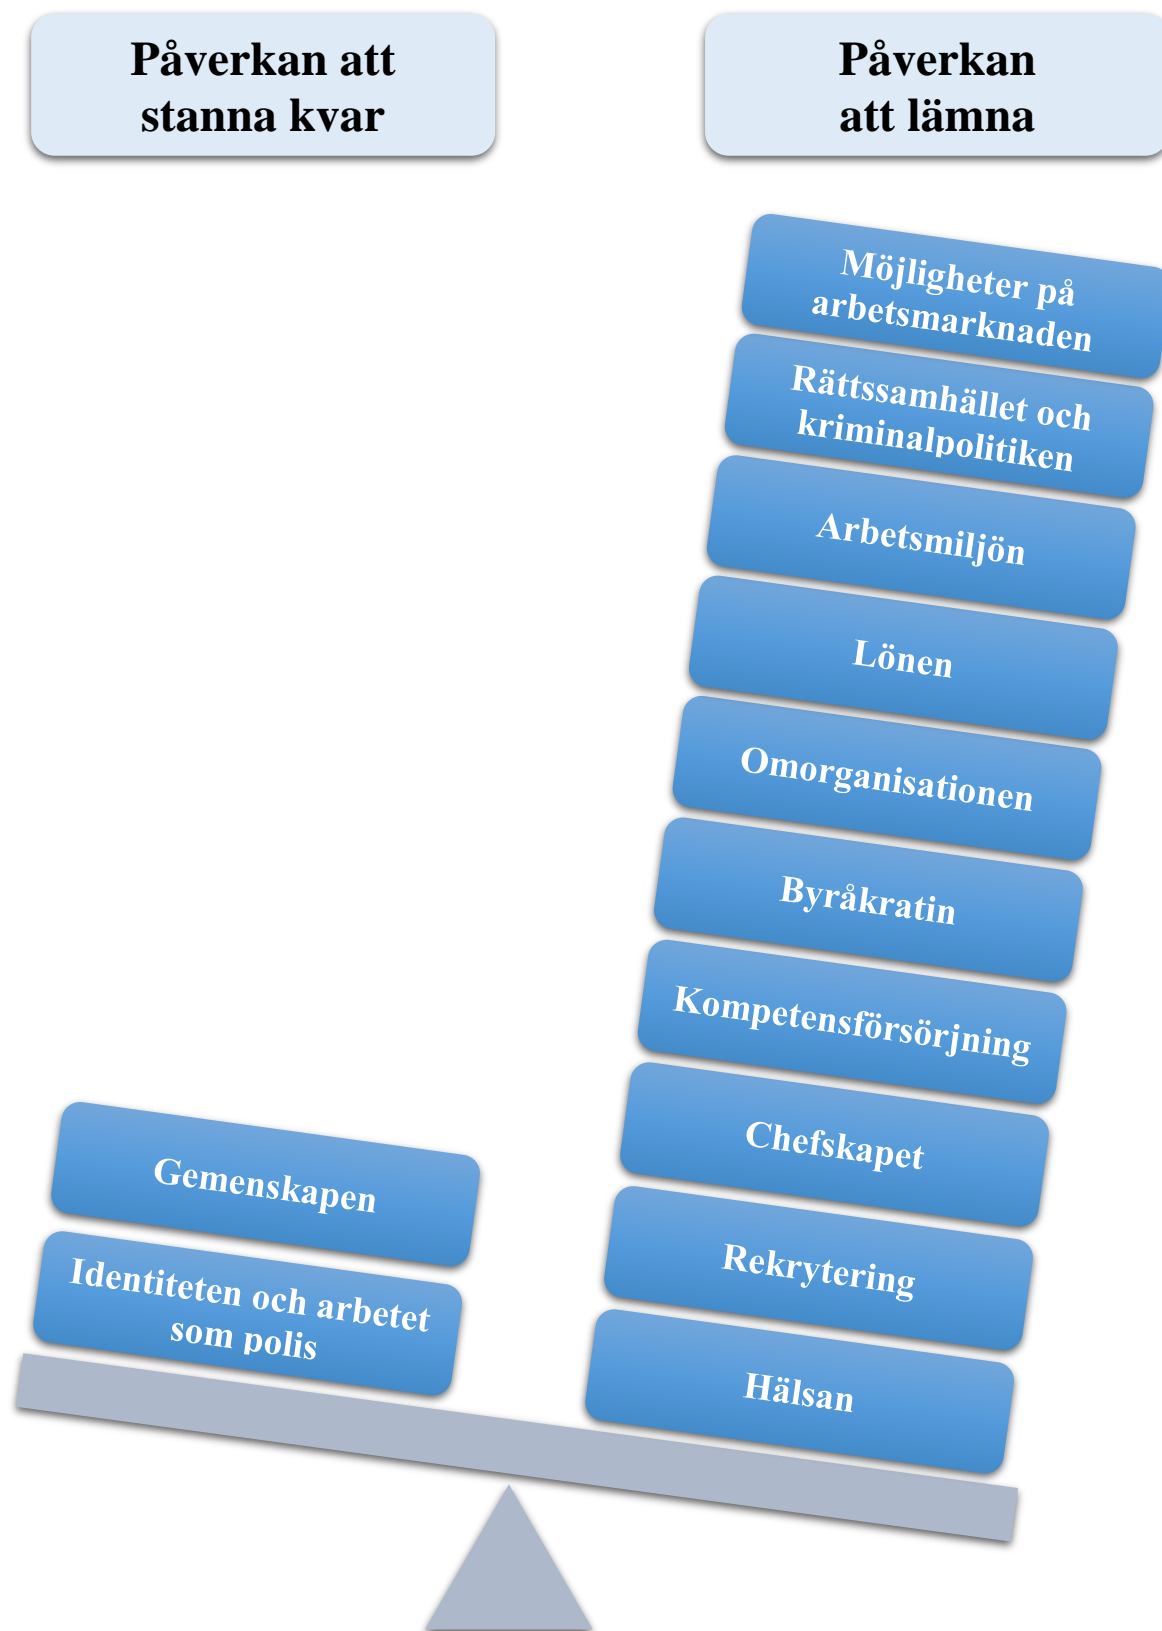 Påverkan att
stanna kvar
Påverkan
att lämna
Möjligheter på
arbetsmarknaden
Rättssamhället och
kriminalpolitiken
Arbetsmiljön
Lönen
Omorganisationen
Byråkratin
Kompetensförsörjning
Chefskapet
Rekrytering
Hälsan
Gemenskapen
Identiteten och arbetet
som polis